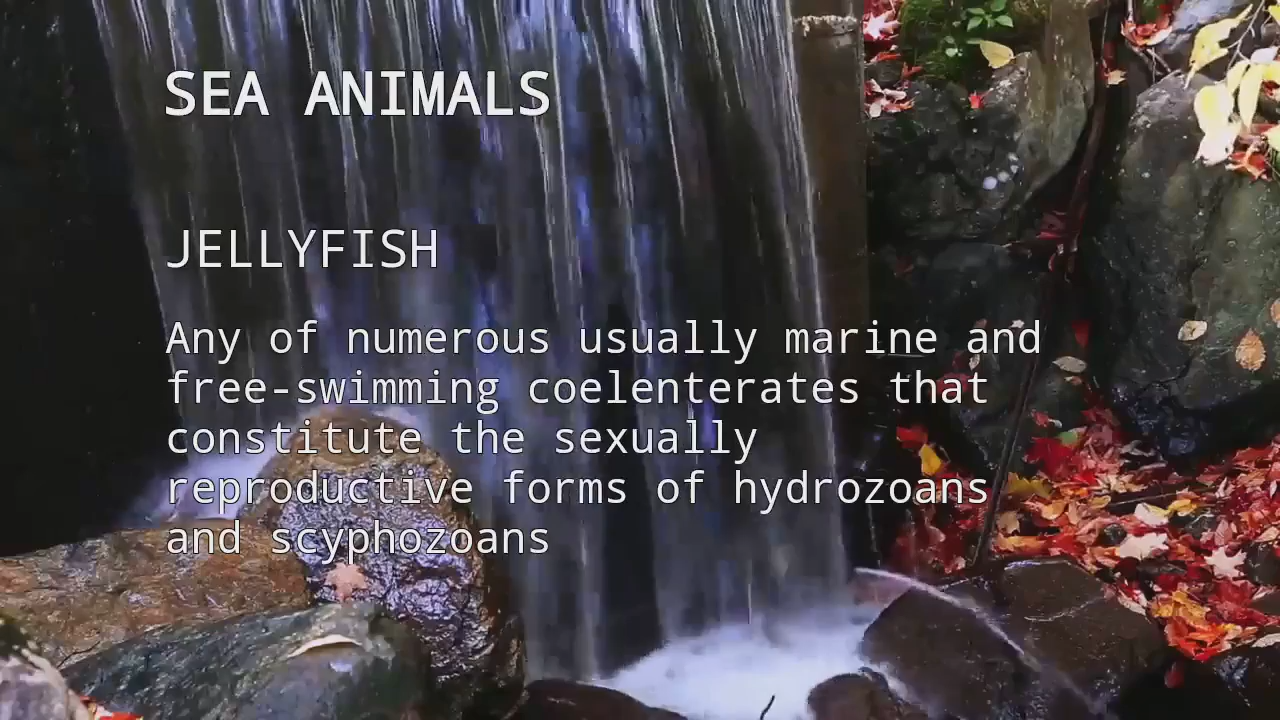 SEA ANIMALS
JELLYFISH
Any of numerous usually marine and
free-swimming coelenterates that
constitute the sexually
reproductive forms of hydrozoans
and scyphozoans